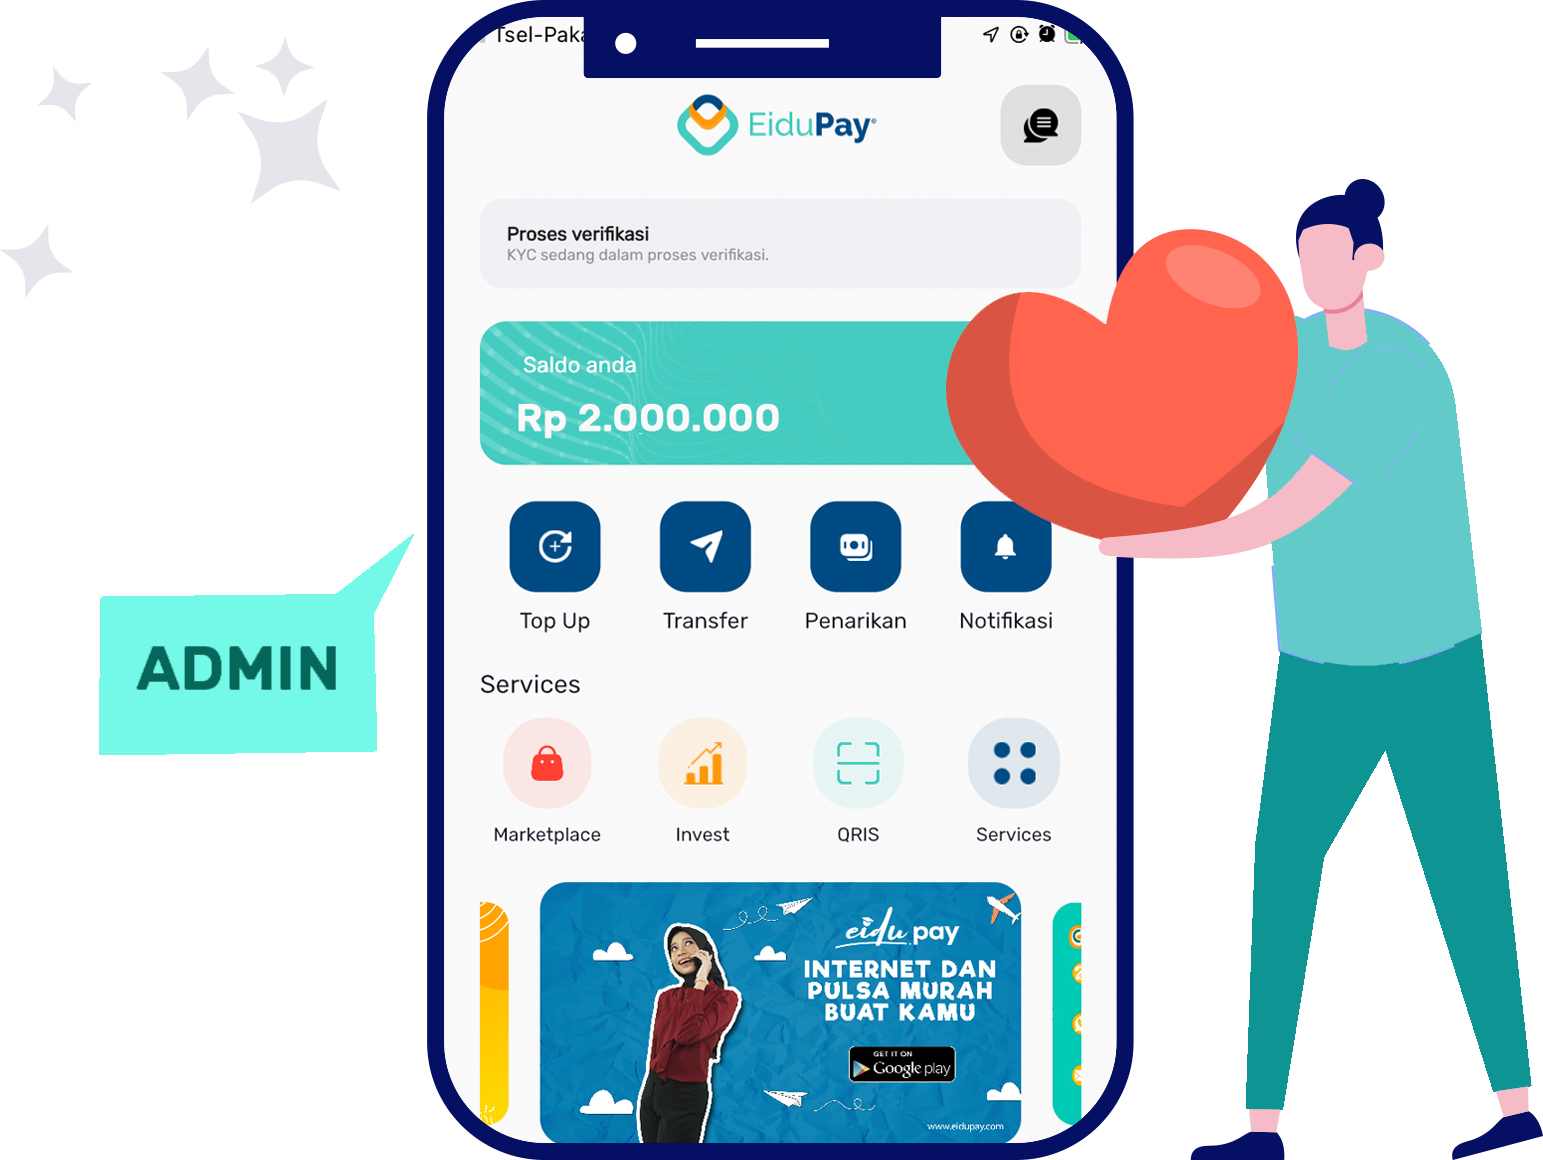 Tsel-Paka
EiduPay
Proses verifikasi
KYC sedang dalam proses verifikasi.
Saldo anda
Rp 2.000.000
Top Up
Transfer
Penarikan
Notifikasi
ADMIN
Services
Marketplace
Invest
QRIS
Services
eidu pay
INTERNET DAN
PULSA MURAH
BUAT KAMU
GET IT ON
Google play
www.eidupay.com